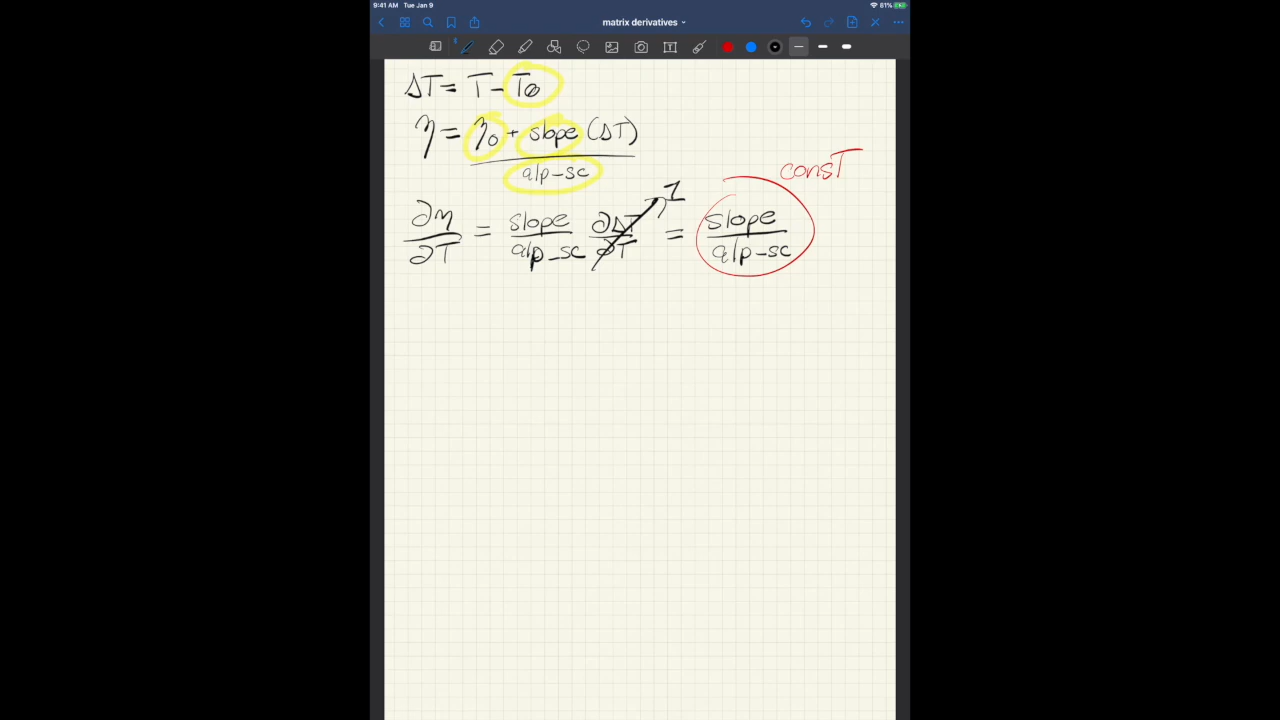 9:41 AM Tue Jan 9 81%
matrix derivatives
ΔT = T - T0
η = η0 + slope (ΔT)
alp-sc
∂η/∂T = slope/alp-sc ∂ΔT/∂T 1 = slope/alp-sc
const